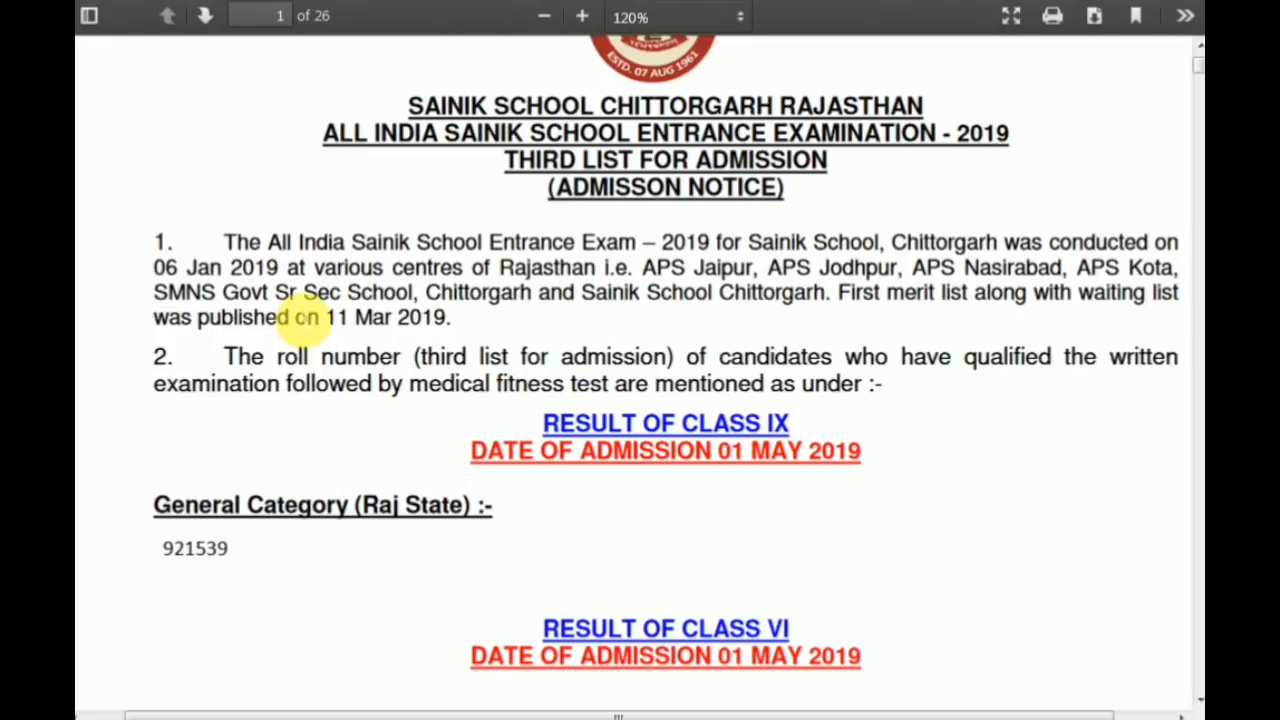 1 of 26
120%
ESTD. 07 AUG 1961
SAINIK SCHOOL CHITTORGARH RAJASTHAN
ALL INDIA SAINIK SCHOOL ENTRANCE EXAMINATION - 2019
THIRD LIST FOR ADMISSION
(ADMISSON NOTICE)
1. The All India Sainik School Entrance Exam – 2019 for Sainik School, Chittorgarh was conducted on
06 Jan 2019 at various centres of Rajasthan i.e. APS Jaipur, APS Jodhpur, APS Nasirabad, APS Kota,
SMNS Govt Sr Sec School, Chittorgarh and Sainik School Chittorgarh. First merit list along with waiting list
was published on 11 Mar 2019.
2. The roll number (third list for admission) of candidates who have qualified the written
examination followed by medical fitness test are mentioned as under :-
RESULT OF CLASS IX
DATE OF ADMISSION 01 MAY 2019
General Category (Raj State) :-
921539
RESULT OF CLASS VI
DATE OF ADMISSION 01 MAY 2019